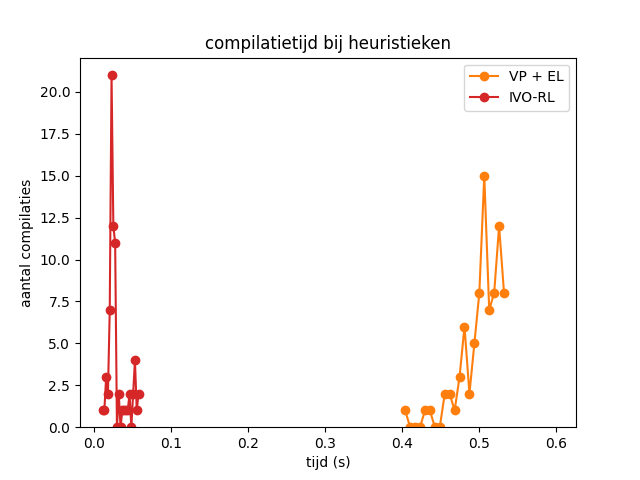 compilatietijd bij heuristieken
VP + EL
IVO-RL
aantal compilaties
20.0
17.5
15.0
12.5
10.0
7.5
5.0
2.5
0.0
0.0 0.1 0.2 0.3 0.4 0.5 0.6
tijd (s)